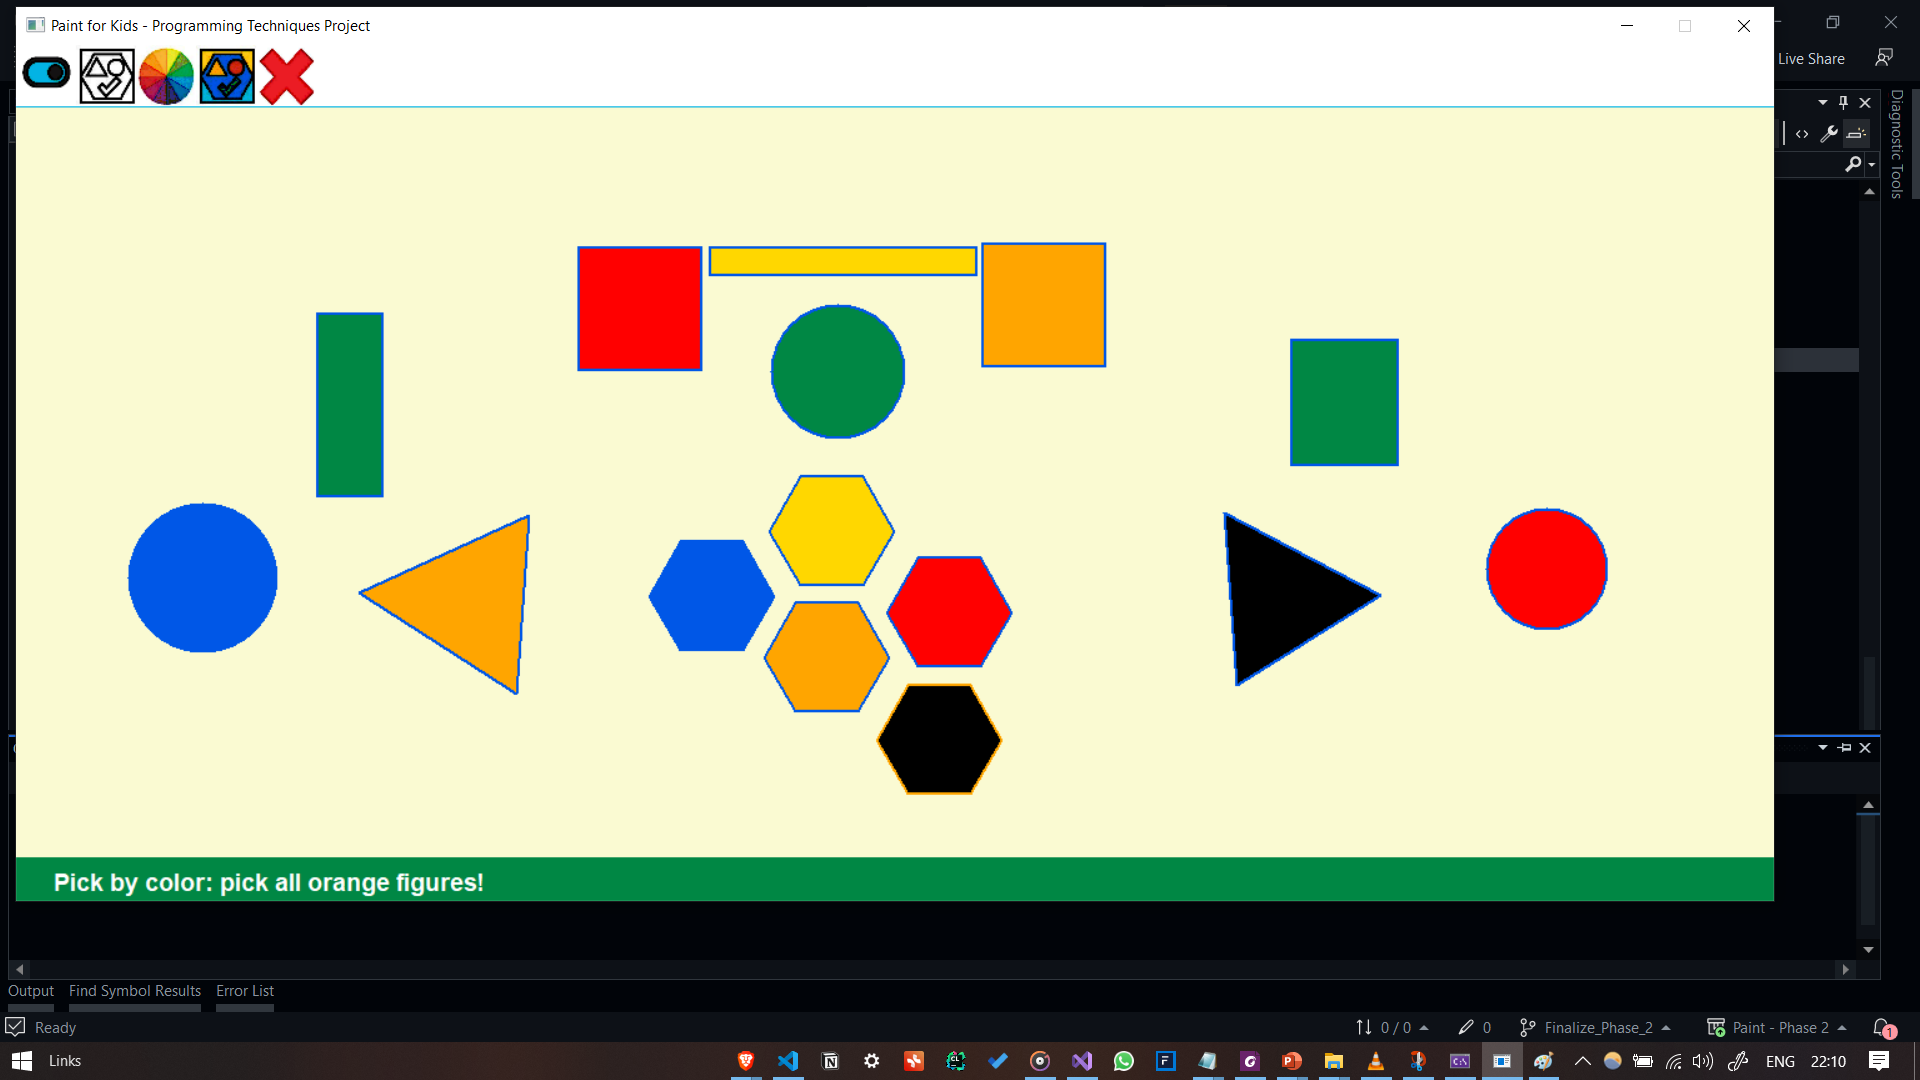 Paint for Kids - Programming Techniques Project
Live Share
Diagnostic Tools
Pick by color: pick all orange figures!
Output Find Symbol Results Error List
Ready 0 / 0 0 Finalize_Phase_2 Paint - Phase 2 1
Links ENG 22:10